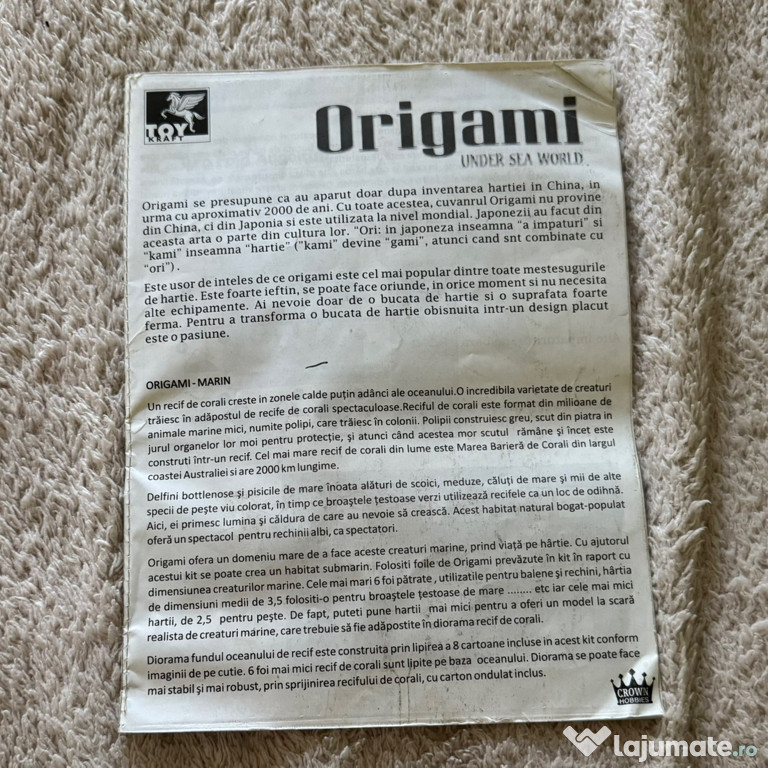 TOY
KRAFT
Origami
UNDER SEA WORLD
Origami se presupune ca au aparut doar dupa inventarea hartiei in China, in
urma cu aproximativ 2000 de ani. Cu toate acestea, cuvanrul Origami nu provine
din China, ci din Japonia si este utilizata la nivel mondial. Japonezii au facut din
aceasta arta o parte din cultura lor. "Ori: in japoneza inseamna "a impaturi" si
"kami" inseamna "hartie" ("kami" devine "gami", atunci cand snt combinate cu
"ori").
Este usor de inteles de ce origami este cel mai popular dintre toate mestesugurile
de hartie. Este foarte ieftin, se poate face oriunde, in orice moment si nu necesita
alte echipamente. Ai nevoie doar de o bucata de hartie si o suprafata foarte
ferma. Pentru a transforma o bucata de hartie obisnuita intr-un design placut
este o pasiune.
ORIGAMI - MARIN
Un recif de corali creste in zonele calde puțin adânci ale oceanului.O incredibila varietate de creaturi
trăiesc în adăpostul de recife de corali spectaculoase.Reciful de corali este format din milioane de
animale marine mici, numite polipi, care trăiesc în colonii. Polipii construiesc greu, scut din piatra in
jurul organelor lor moi pentru protecție, și atunci când acestea mor scutul rămâne și încet este
construti într-un recif. Cel mai mare recif de corali din lume este Marea Barieră de Corali din largul
coastei Australiei si are 2000 km lungime.
Delfini bottlenose și pisicile de mare înoata alături de scoici, meduze, căluți de mare și mii de alte
specii de pește viu colorat, în timp ce broaștele țestoase verzi utilizează recifele ca un loc de odihnă.
Aici, ei primesc lumina și căldura de care au nevoie să crească. Acest habitat natural bogat-populat
oferă un spectacol pentru rechinii albi, ca spectatori.
Origami ofera un domeniu mare de a face aceste creaturi marine, prind viață pe hârtie. Cu ajutorul
acestui kit se poate crea un habitat submarin. Folositi foile de Origami prevăzute în kit în raport cu
dimensiunea creaturilor marine. Cele mai mari 6 foi pătrate , utilizatile pentru balene și rechini, hârtia
de dimensiuni medii de 3,5 folositi-o pentru broaștele țestoase de mare ........ etc iar cele mai mici
hartii, de 2,5 pentru pește. De fapt, puteti pune hartii mai mici pentru a oferi un model la scară
realista de creaturi marine, care trebuie să fie adăpostite în diorama recif de corali.
Diorama fundul oceanului de recif este construita prin lipirea a 8 cartoane incluse in acest kit conform
imaginii de pe cutie. 6 foi mai mici recif de corali sunt lipite pe baza oceanului. Diorama se poate face
mai stabil și mai robust, prin sprijinirea recifului de corali, cu carton ondulat inclus.
CROWN
HOBBIES
lajumate.ro